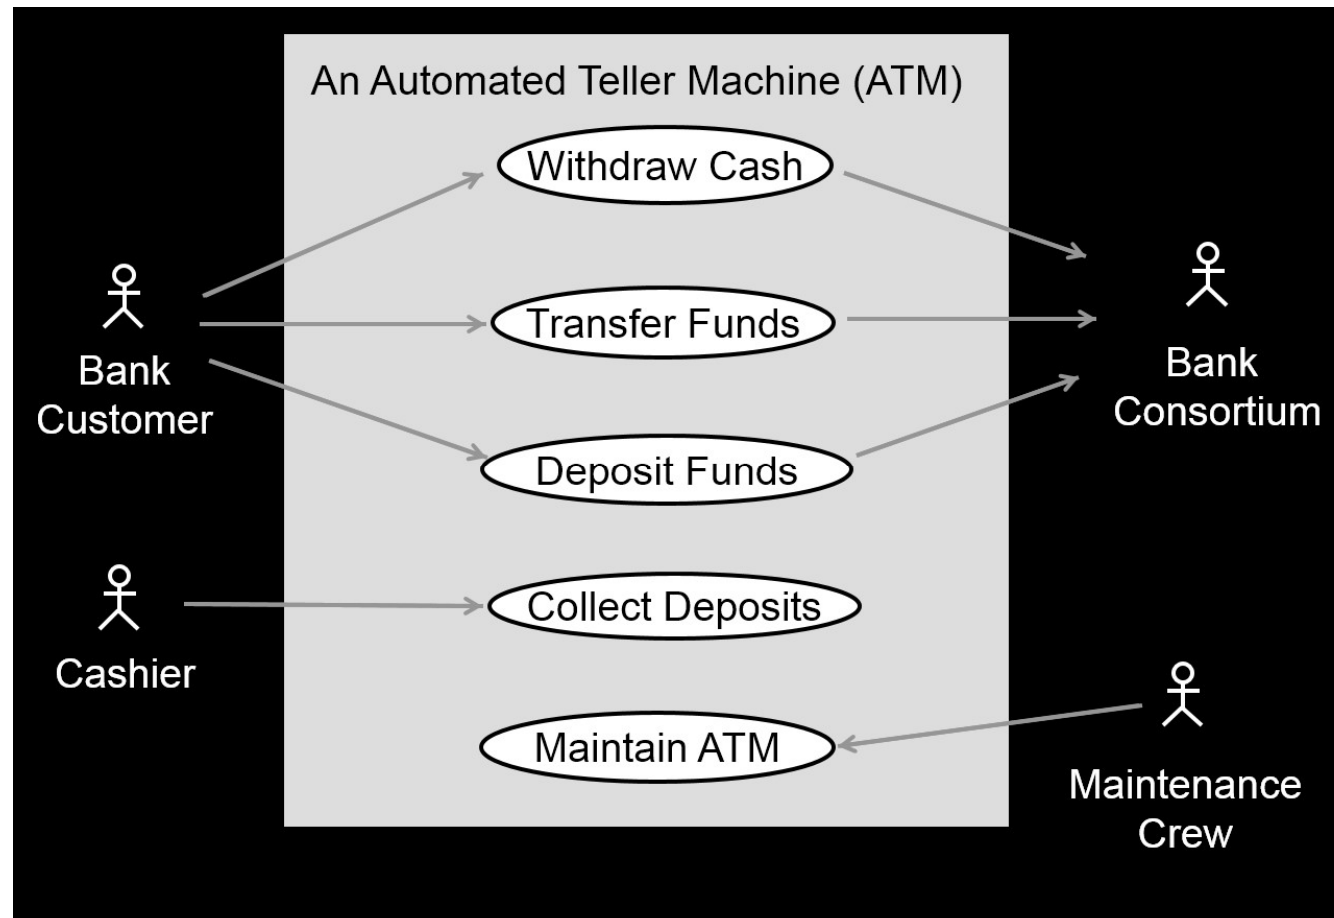 An Automated Teller Machine (ATM)
Withdraw Cash
Transfer Funds
Bank
Customer
Bank
Consortium
Deposit Funds
Collect Deposits
Cashier
Maintain ATM
Maintenance
Crew